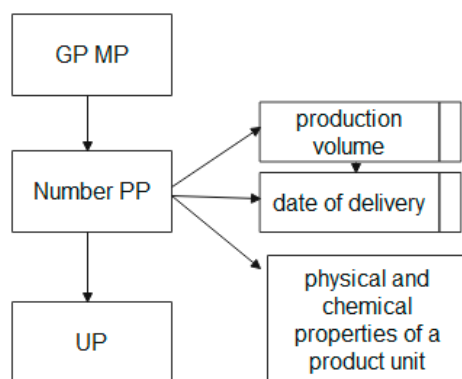 GP MP
Number PP
UP
production
volume
date of delivery
physical and
chemical
properties of a
product unit